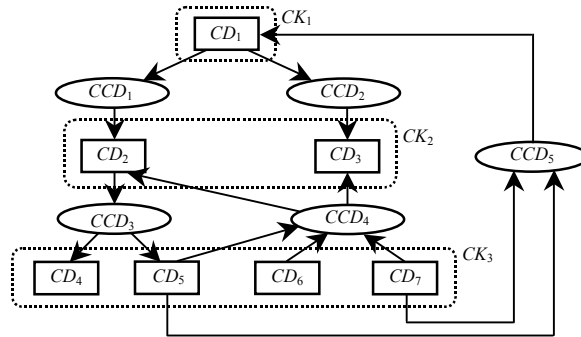 CD₁
CK₁
CCD₁
CCD₂
CD₂
CD₃
CK₂
CCD₅
CCD₃
CCD₄
CD₄
CD₅
CD₆
CD₇
CK₃